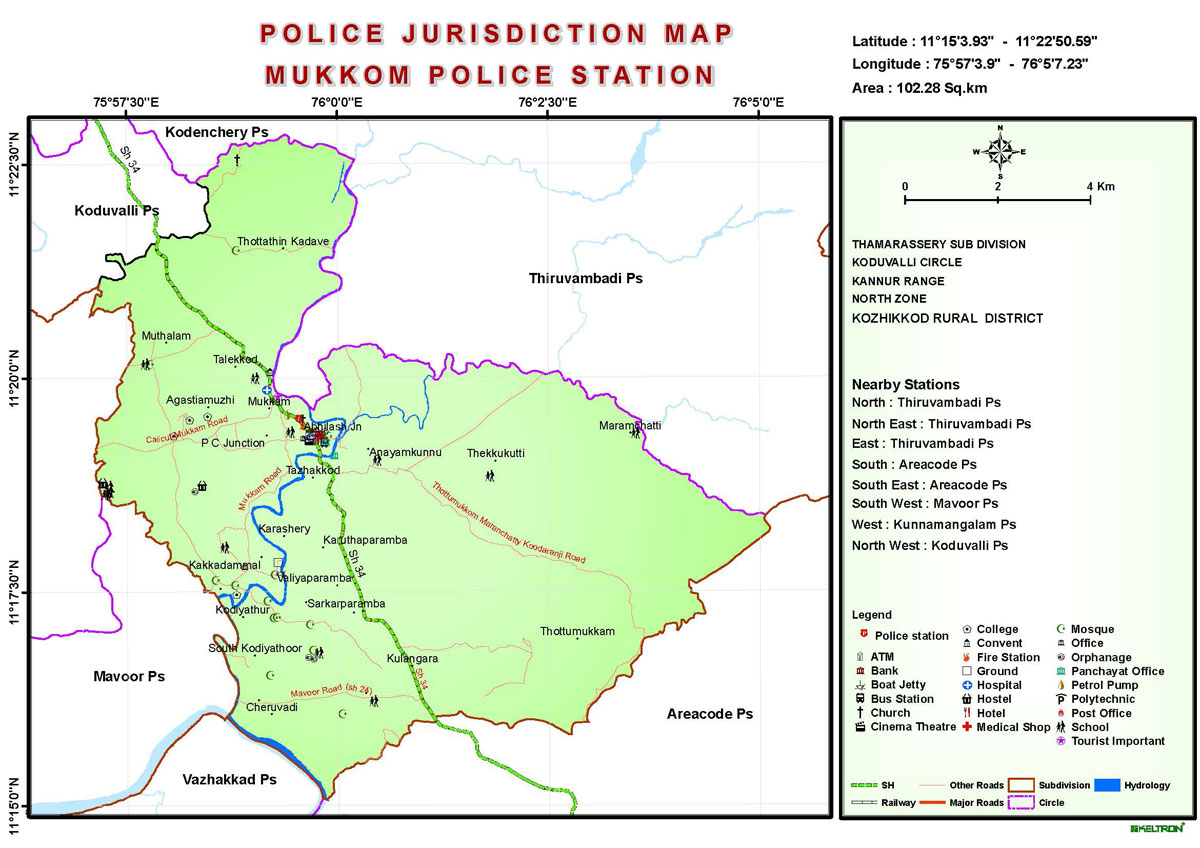 POLICE JURISDICTION MAP
MUKKOM POLICE STATION
Latitude : 11°15'3.93" - 11°22'50.59"
Longitude : 75°57'3.9" - 76°5'7.23"
Area : 102.28 Sq.km
75°57'3.0"E
76°0'0"E
76°2'3.0"E
76°5'0"E
11°22'30"N
11°20'0"N
11°17'30"N
11°15'0"N
Kodenchery Ps
Sh 34
Koduvalli Ps
Thottathin Kadave
Thiruvambadi Ps
Muthalam
Talekkod
Agastiamuzhi
Mukkam
Calicut Mukkam Road
Abhilash Jn
P C Junction
Maramchatti
Anayamkunnu
Thekkukutti
Tazhakkod
Mukkam Road
Thottumukkom Maranchatty Koodaranji Road
Karashery
Karuthaparamba
Sh 34
Kakkadammal
Valiyaparamba
Kodiyathur
Sarkarparamba
Thottumukkam
South Kodiyathoor
Kulangara
Sh 34
Mavoor Ps
Mavoor Road (sh 24)
Cheruvadi
Areacode Ps
Vazhakkad Ps
N
W
E
S
0
2
4 Km
THAMARASSERY SUB DIVISION
KODUVALLI CIRCLE
KANNUR RANGE
NORTH ZONE
KOZHIKKOD RURAL DISTRICT
Nearby Stations
North : Thiruvambadi Ps
North East : Thiruvambadi Ps
East : Thiruvambadi Ps
South : Areacode Ps
South East : Areacode Ps
South West : Mavoor Ps
West : Kunnamangalam Ps
North West : Koduvalli Ps
Legend
Police station
ATM
Bank
Boat Jetty
Bus Station
Church
Cinema Theatre
College
Convent
Fire Station
Ground
Hospital
Hostel
Hotel
Medical Shop
Mosque
Office
Orphanage
Panchayat Office
Petrol Pump
Polytechnic
Post Office
School
Tourist Important
SH
Other Roads
Subdivision
Hydrology
Railway
Major Roads
Circle
KELTRON